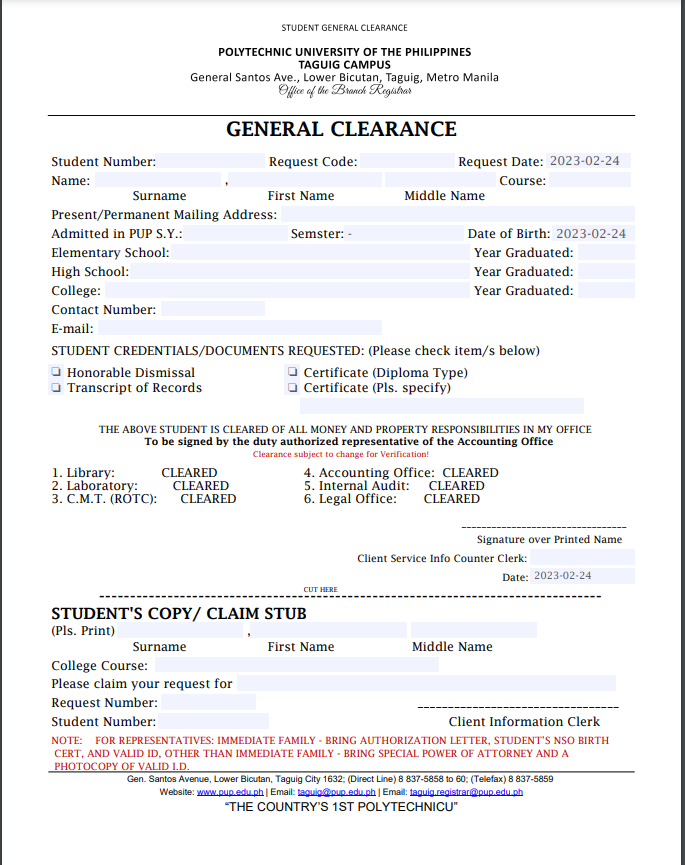 STUDENT GENERAL CLEARANCE
POLYTECHNIC UNIVERSITY OF THE PHILIPPINES
TAGUIG CAMPUS
General Santos Ave., Lower Bicutan, Taguig, Metro Manila
Office of the Branch Registrar
GENERAL CLEARANCE
Student Number: Request Code: Request Date: 2023-02-24
Name: , Course:
Surname First Name Middle Name
Present/Permanent Mailing Address:
Admitted in PUP S.Y.: Semster: - Date of Birth: 2023-02-24
Elementary School: Year Graduated:
High School: Year Graduated:
College: Year Graduated:
Contact Number:
E-mail:
STUDENT CREDENTIALS/DOCUMENTS REQUESTED: (Please check item/s below)
❏ Honorable Dismissal ❏ Certificate (Diploma Type)
❏ Transcript of Records ❏ Certificate (Pls. specify)
THE ABOVE STUDENT IS CLEARED OF ALL MONEY AND PROPERTY RESPONSIBILITIES IN MY OFFICE
To be signed by the duty authorized representative of the Accounting Office
Clearance subject to change for Verification!
1. Library: CLEARED 4. Accounting Office: CLEARED
2. Laboratory: CLEARED 5. Internal Audit: CLEARED
3. C.M.T. (ROTC): CLEARED 6. Legal Office: CLEARED
Signature over Printed Name
Client Service Info Counter Clerk:
Date: 2023-02-24
CUT HERE
STUDENT'S COPY/ CLAIM STUB
(Pls. Print) ,
Surname First Name Middle Name
College Course:
Please claim your request for
Request Number:
Student Number: Client Information Clerk
NOTE: FOR REPRESENTATIVES: IMMEDIATE FAMILY - BRING AUTHORIZATION LETTER, STUDENT'S NSO BIRTH
CERT, AND VALID ID, OTHER THAN IMMEDIATE FAMILY - BRING SPECIAL POWER OF ATTORNEY AND A
PHOTOCOPY OF VALID I.D.
Gen. Santos Avenue, Lower Bicutan, Taguig City 1632; (Direct Line) 8 837-5858 to 60; (Telefax) 8 837-5859
Website: www.pup.edu.ph | Email: taguig@pup.edu.ph | Email: taguig.registrar@pup.edu.ph
“THE COUNTRY'S 1ST POLYTECHNICU”